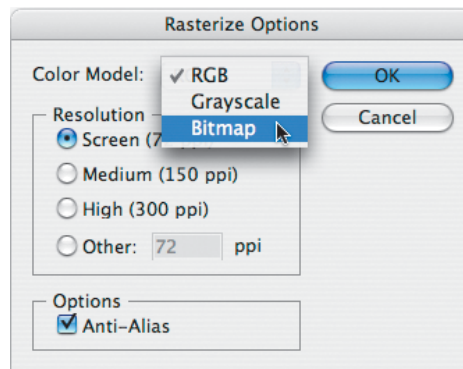 Rasterize Options
Color Model:
✓ RGB
Grayscale
Bitmap
OK
Cancel
Resolution
Screen (7
Medium (150 ppi)
High (300 ppi)
Other: 72 ppi
Options
Anti-Alias